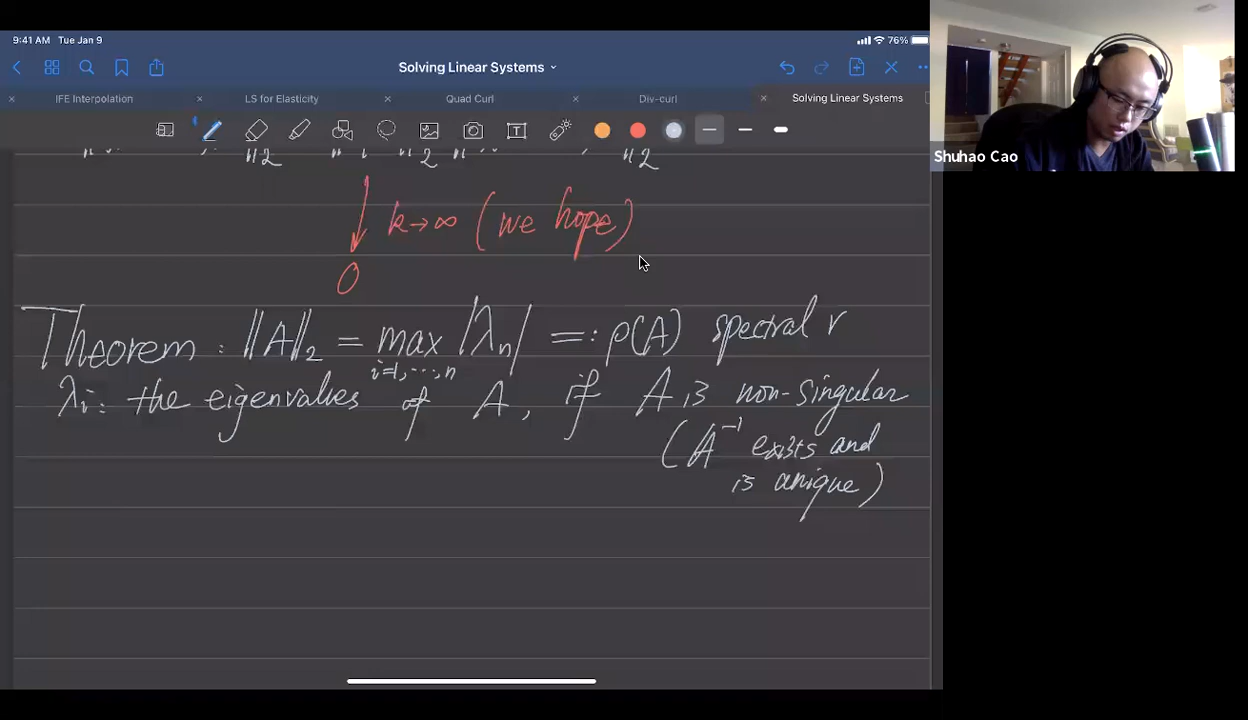 9:41 AM Tue Jan 9
76%
Solving Linear Systems
IFE Interpolation
LS for Elasticity
Quad Curl
Div-curl
Solving Linear Systems
Shuhao Cao
k→∞ (we hope)
0
Theorem: ||A||₂ = max |λₙ| =: ρ(A) spectral r
i=1,...,n
λi: the eigenvalues of A, if A is non-singular
(A⁻¹ exists and
is unique)